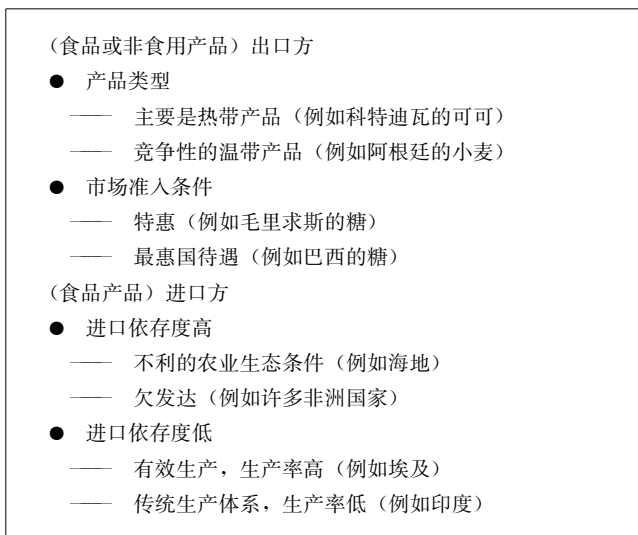 （食品或非食用产品）出口方
● 产品类型
—— 主要是热带产品（例如科特迪瓦的可可）
—— 竞争性的温带产品（例如阿根廷的小麦）
● 市场准入条件
—— 特惠（例如毛里求斯的糖）
—— 最惠国待遇（例如巴西的糖）
（食品产品）进口方
● 进口依存度高
—— 不利的农业生态条件（例如海地）
—— 欠发达（例如许多非洲国家）
● 进口依存度低
—— 有效生产，生产率高（例如埃及）
—— 传统生产体系，生产率低（例如印度）